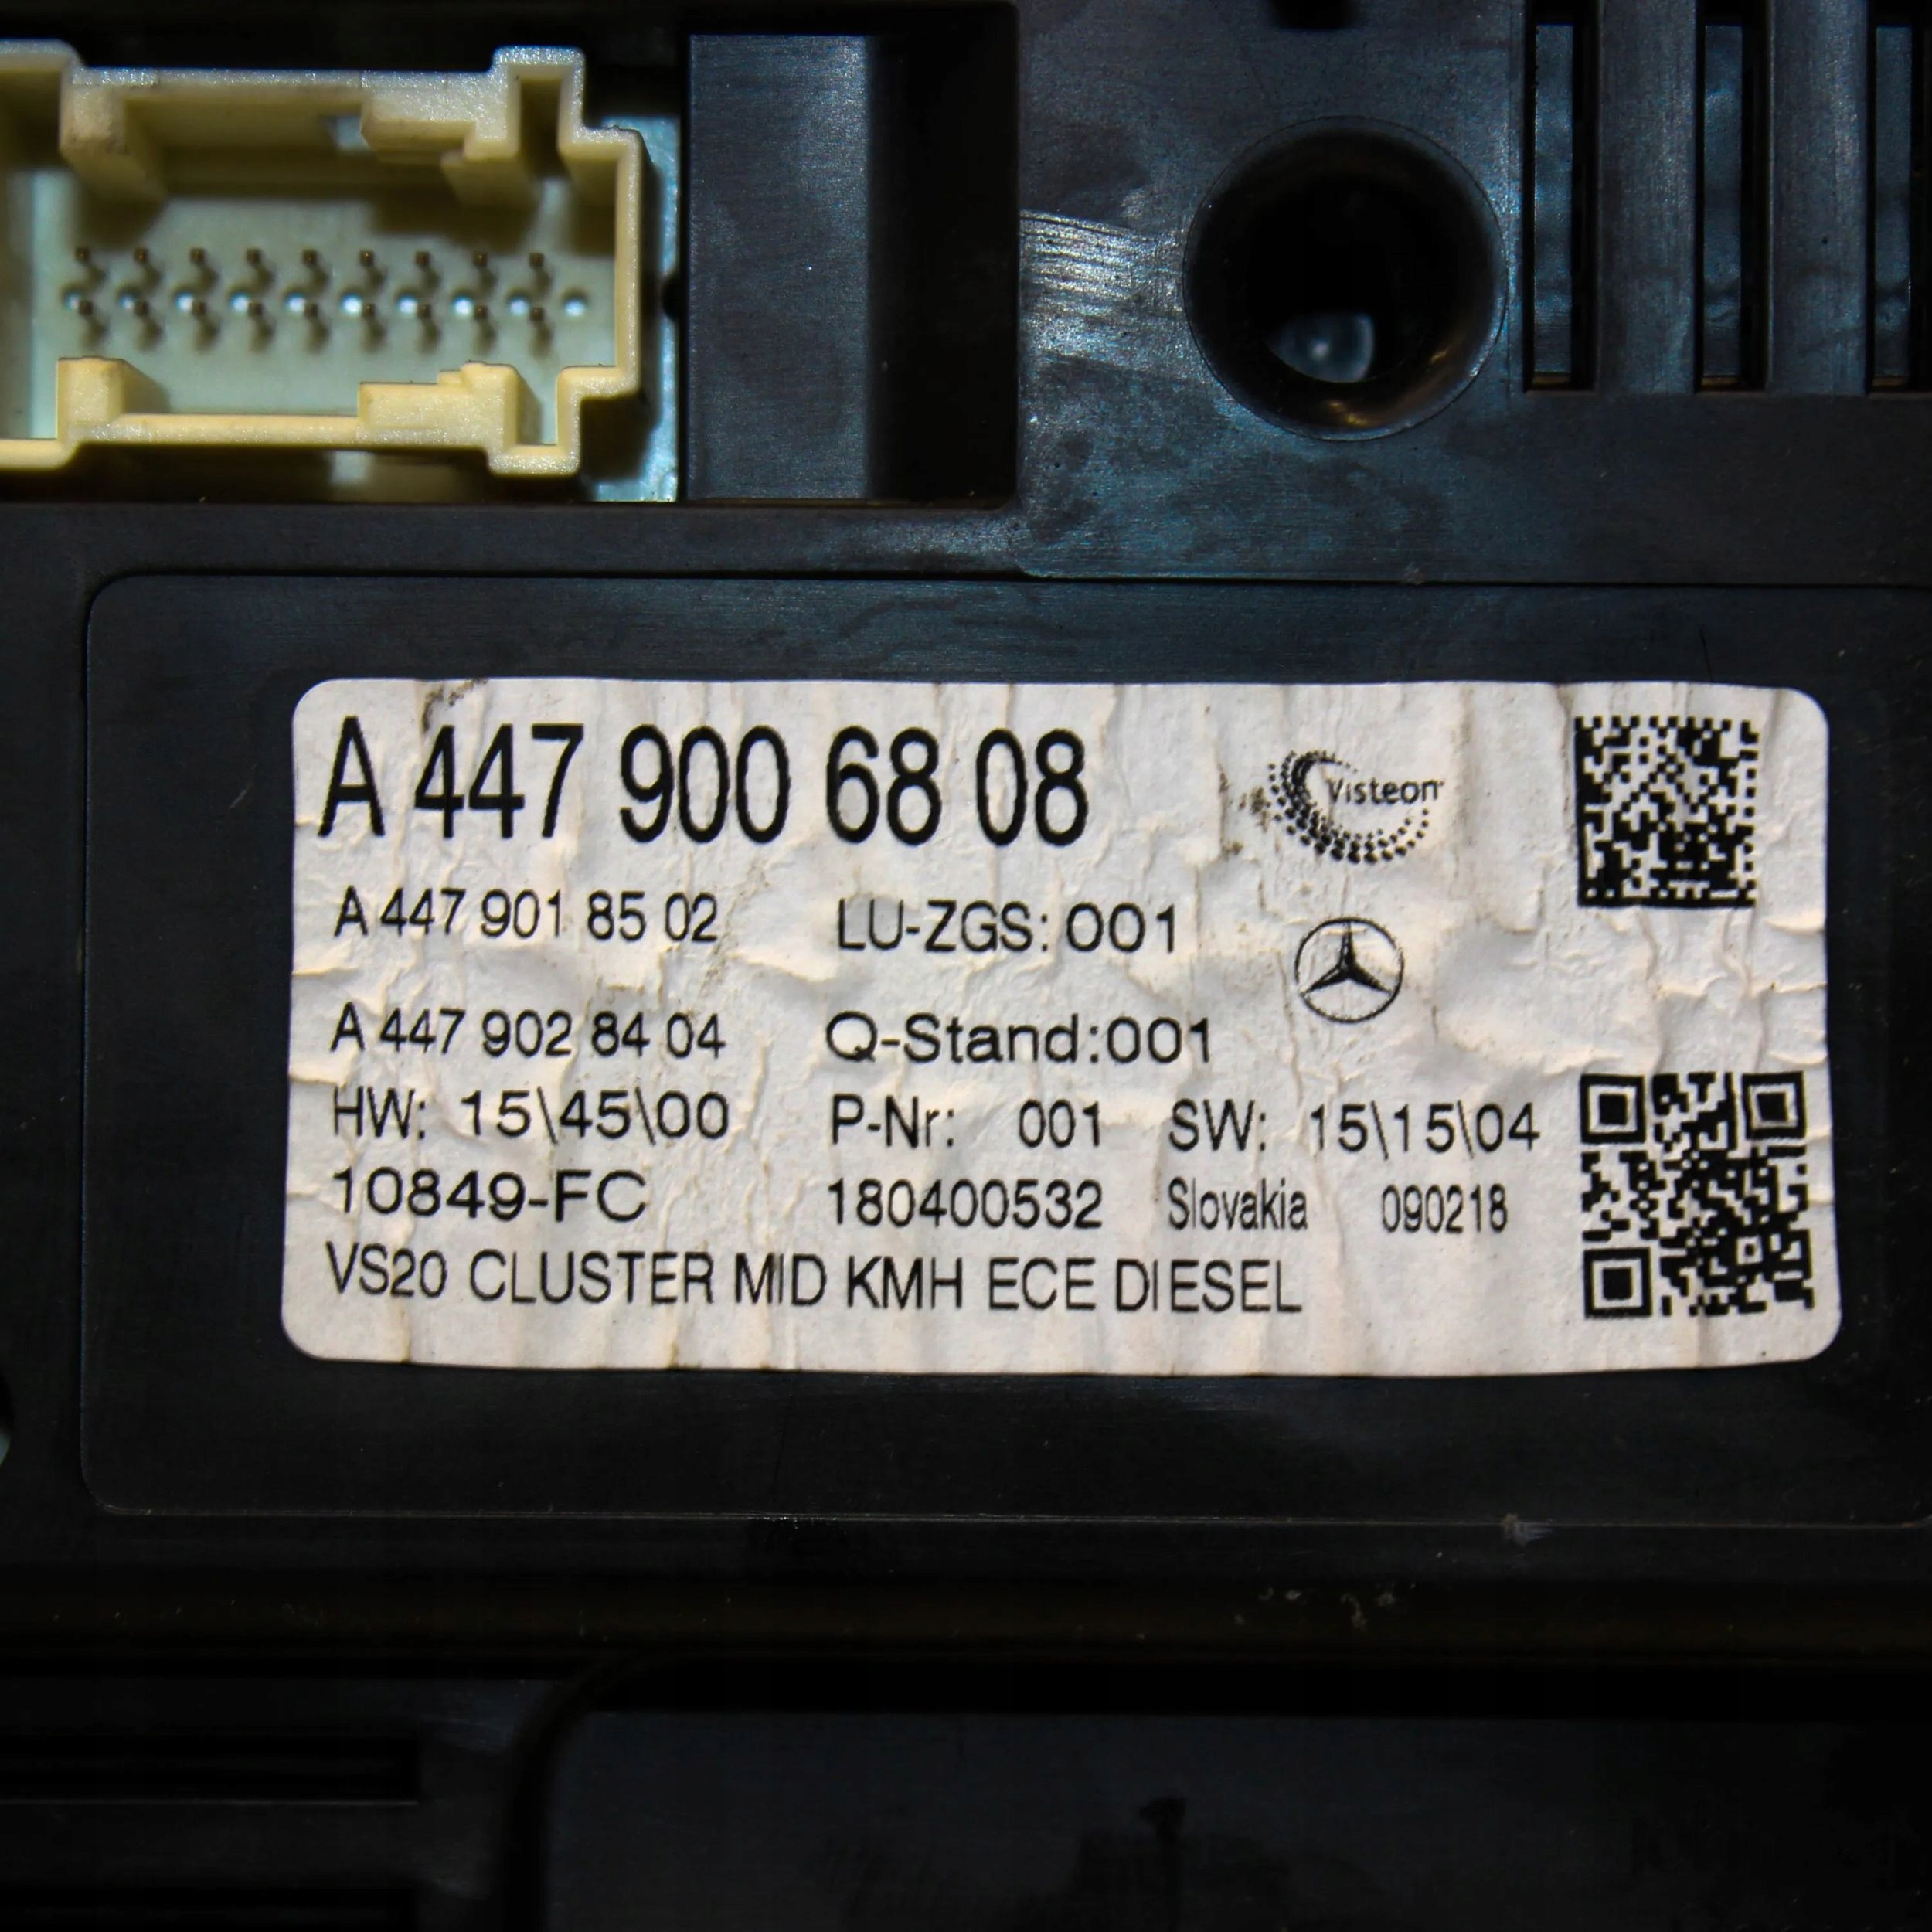 A 447 900 68 08
Visteon
A 447 901 85 02 LU-ZGS: 001
A 447 902 84 04 Q-Stand:001
HW: 15\45\00 P-Nr: 001 SW: 15\15\04
10849-FC 180400532 Slovakia 090218
VS20 CLUSTER MID KMH ECE DIESEL